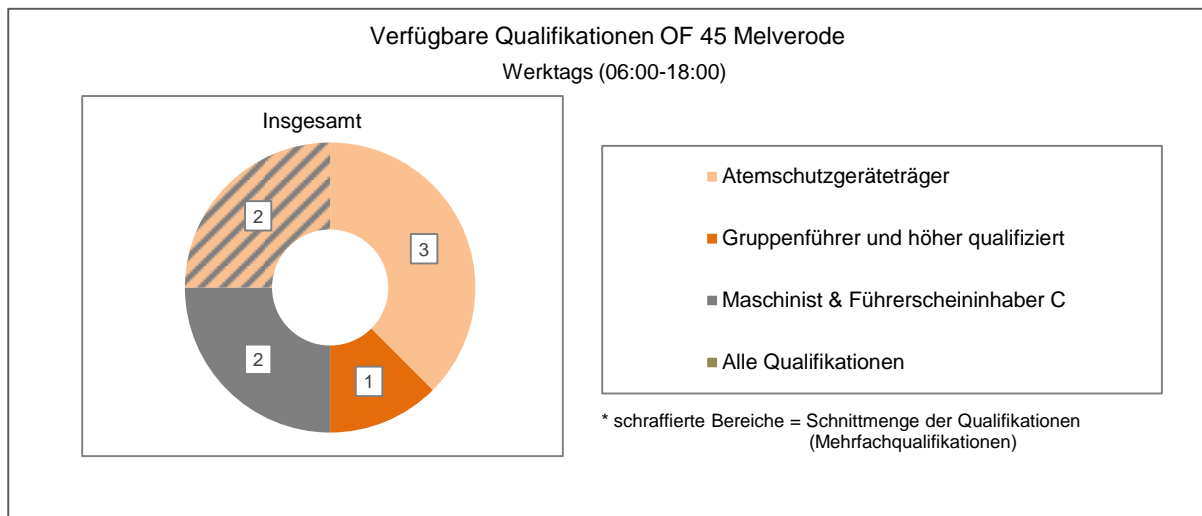 Verfügbare Qualifikationen OF 45 Melverode
Werktags (06:00-18:00)
Insgesamt
2
3
2
1
Atemschutzgeräteträger
Gruppenführer und höher qualifiziert
Maschinist & Führerscheininhaber C
Alle Qualifikationen
* schraffierte Bereiche = Schnittmenge der Qualifikationen
(Mehrfachqualifikationen)